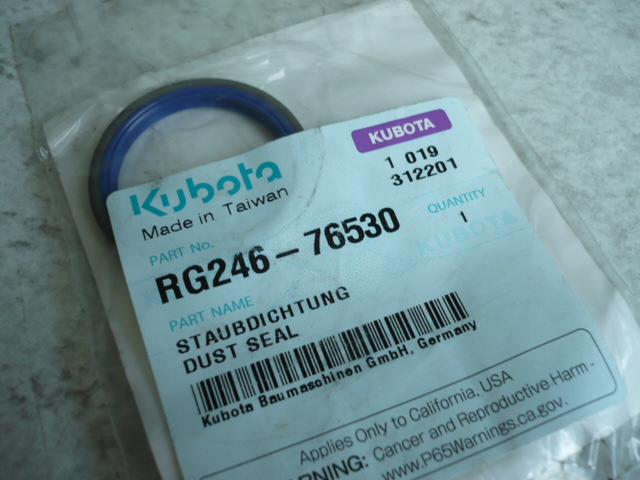 Kubota
KUBOTA
Made in Taiwan
1 019
312201
PART No.
QUANTITY
RG246-76530
1
KUBOTA
PART NAME
STAUBDICHTUNG
DUST SEAL
Kubota Baumaschinen GmbH, Germany
Applies Only to California, USA
WARNING: Cancer and Reproductive Harm -
www.P65Warnings.ca.gov.